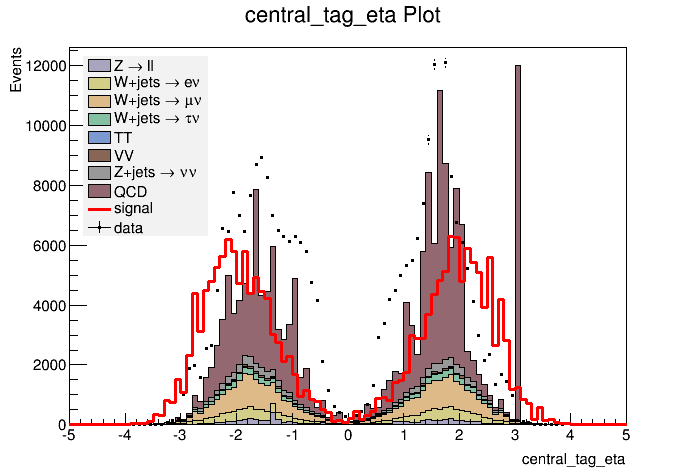 central_tag_eta Plot
Events
12000
10000
8000
6000
4000
2000
0
Z → ll
W+jets → eν
W+jets → μν
W+jets → τν
TT
VV
Z+jets → νν
QCD
signal
data
-5 -4 -3 -2 -1 0 1 2 3 4 5
central_tag_eta